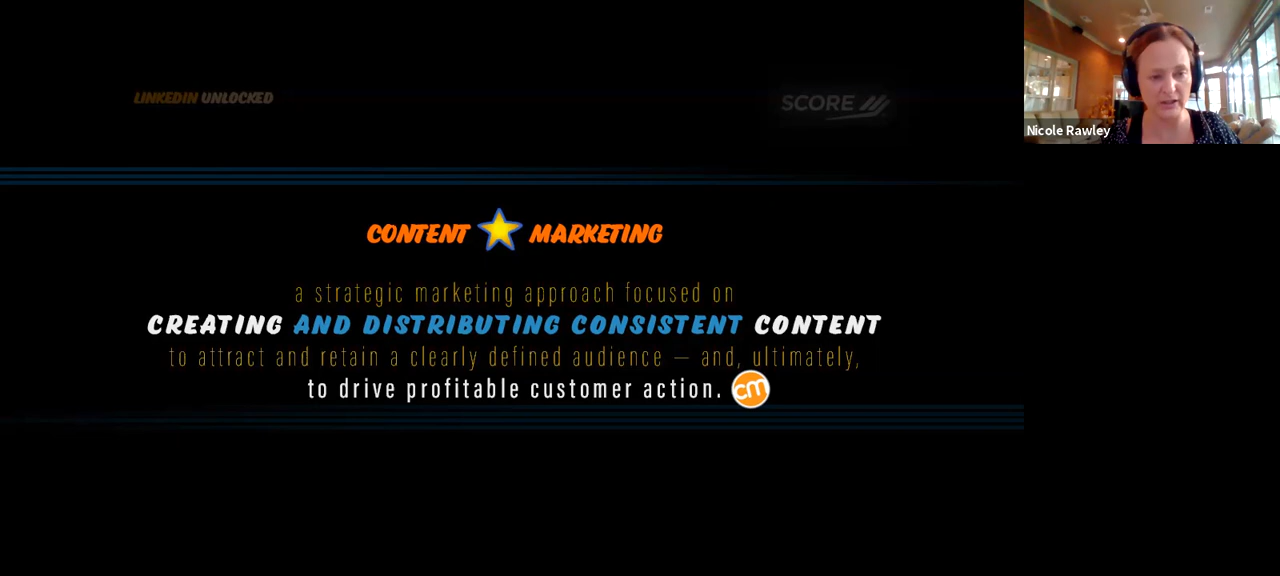 LINKEDIN UNLOCKED
SCORE
Nicole Rawley
CONTENT MARKETING
a strategic marketing approach focused on
CREATING AND DISTRIBUTING CONSISTENT CONTENT
to attract and retain a clearly defined audience — and, ultimately,
to drive profitable customer action.
cm